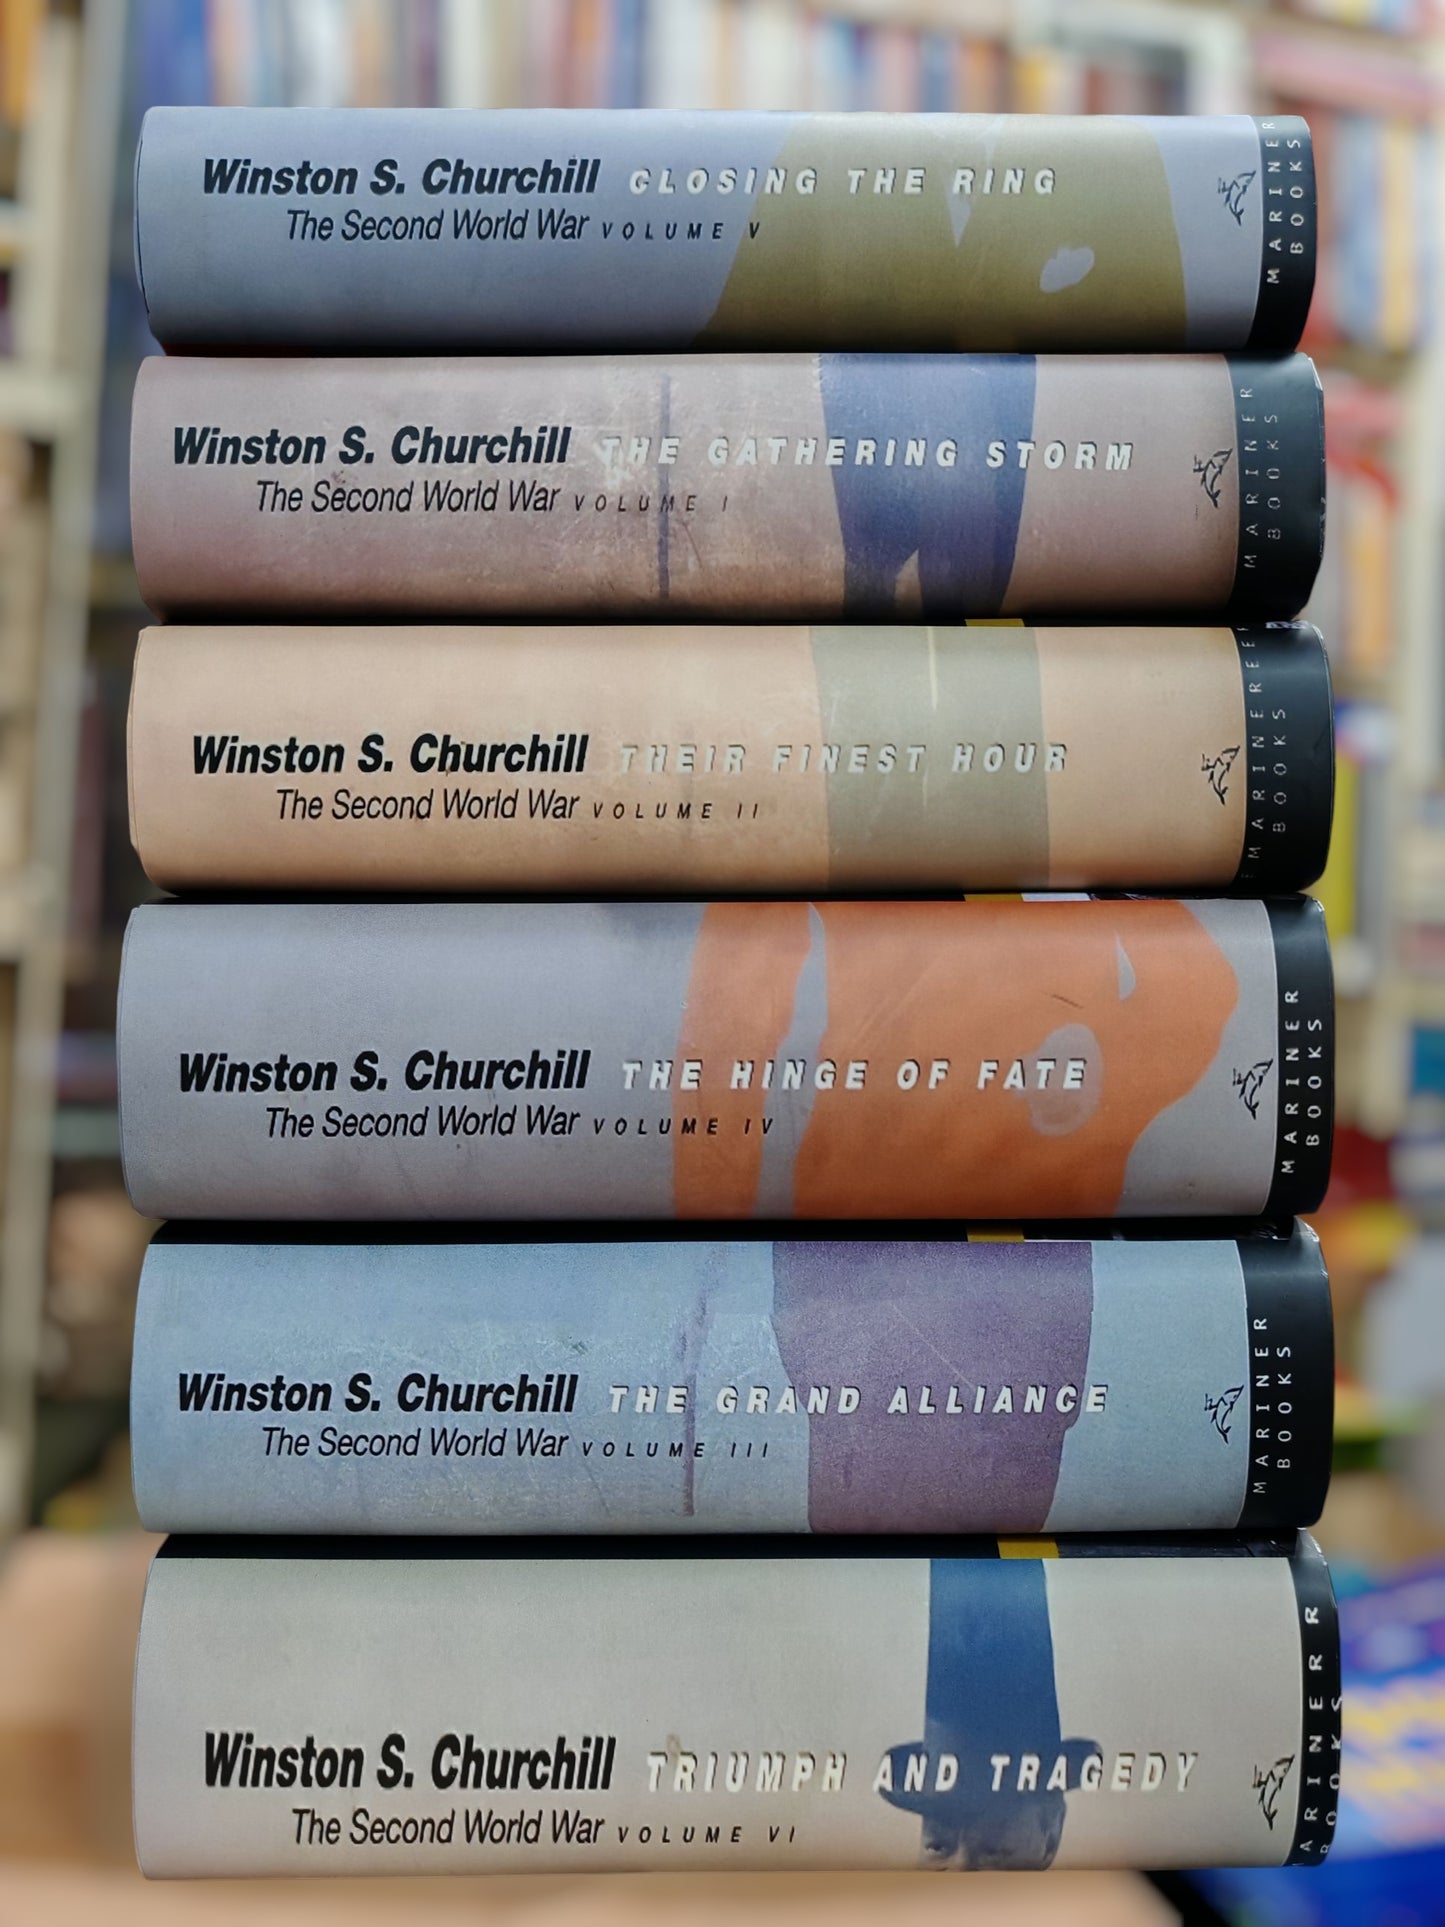 Winston S. Churchill CLOSING THE RING
The Second World War VOLUME V
MARINER
BOOKS
Winston S. Churchill THE GATHERING STORM
The Second World War VOLUME I
MARINER
BOOKS
Winston S. Churchill THEIR FINEST HOUR
The Second World War VOLUME II
MARINER
BOOKS
Winston S. Churchill THE HINGE OF FATE
The Second World War VOLUME IV
MARINER
BOOKS
Winston S. Churchill THE GRAND ALLIANCE
The Second World War VOLUME III
MARINER
BOOKS
Winston S. Churchill TRIUMPH AND TRAGEDY
The Second World War VOLUME VI